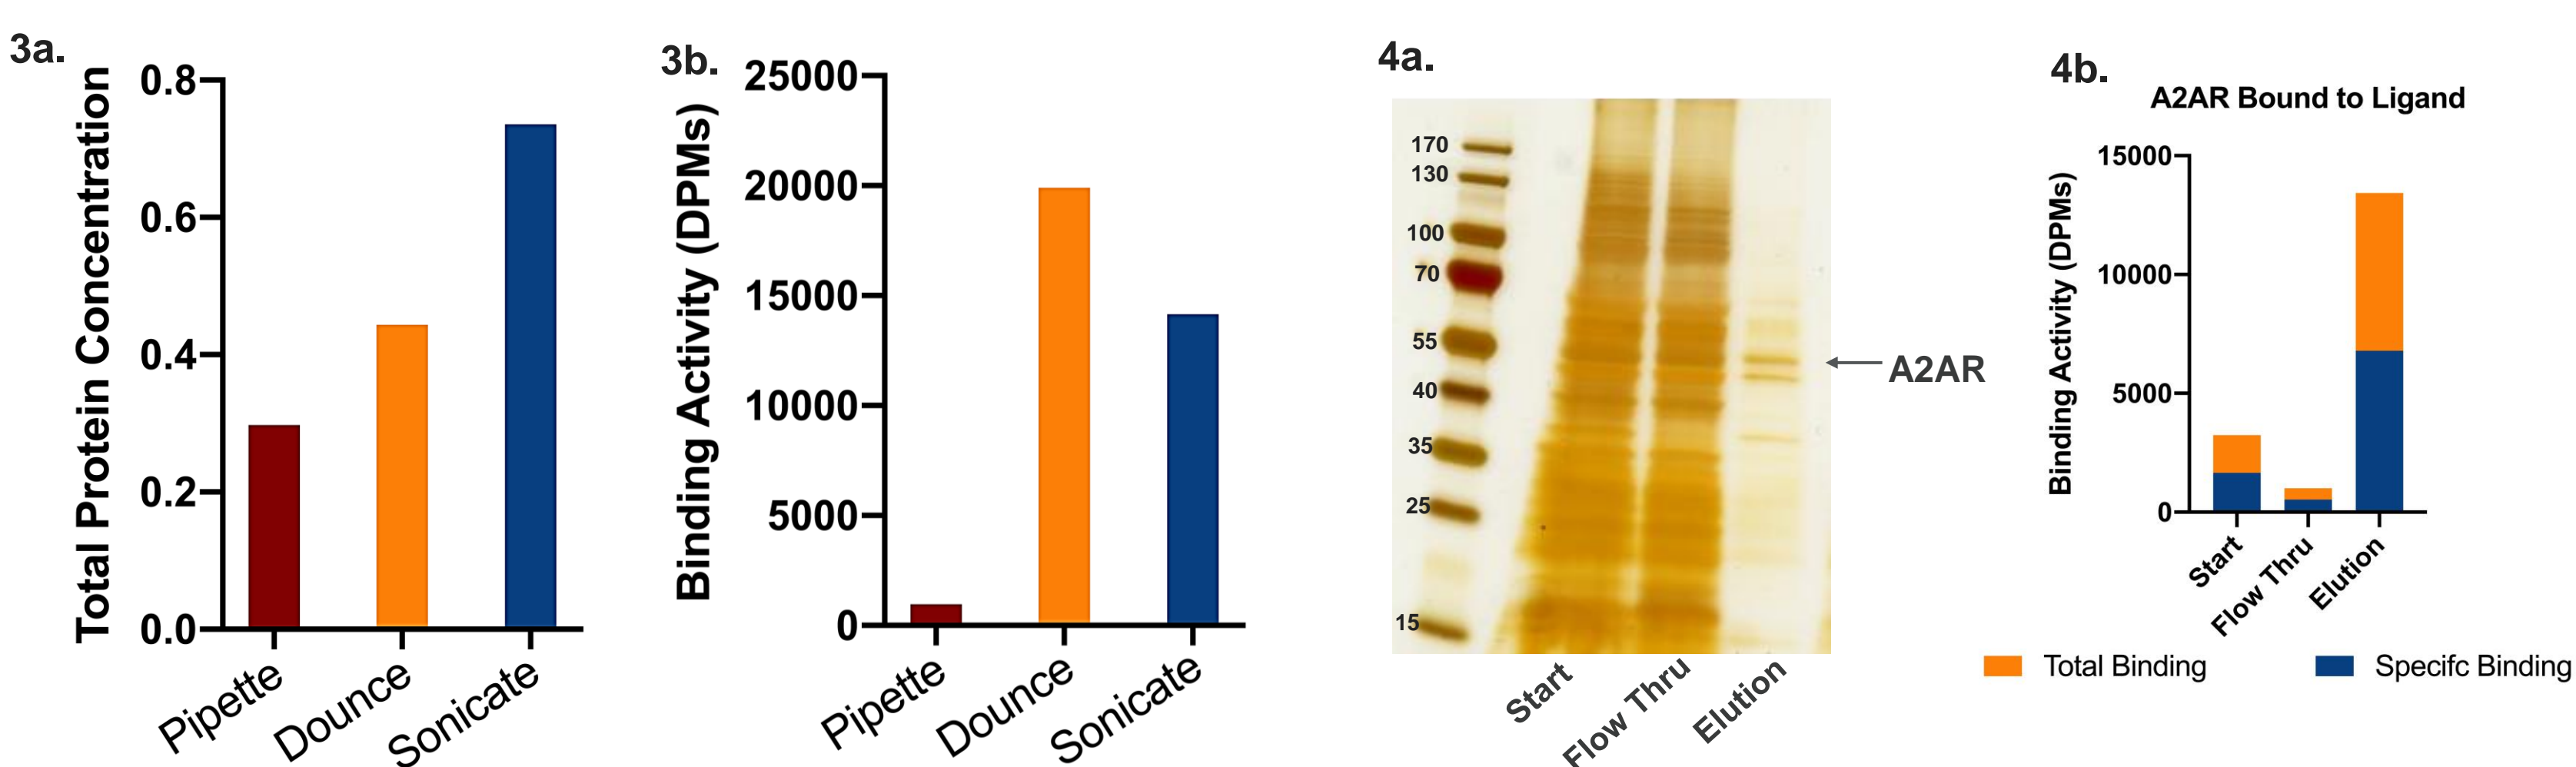 3a.
Total Protein Concentration
0.8
0.6
0.4
0.2
0.0
Pipette
Dounce
Sonicate
3b.
Binding Activity (DPMs)
25000
20000
15000
10000
5000
0
Pipette
Dounce
Sonicate
4a.
170
130
100
70
55
40
35
25
15
A2AR
Start
Flow Thru
Elution
4b.
A2AR Bound to Ligand
Binding Activity (DPMs)
15000
10000
5000
0
Start
Flow Thru
Elution
Total Binding
Specifc Binding